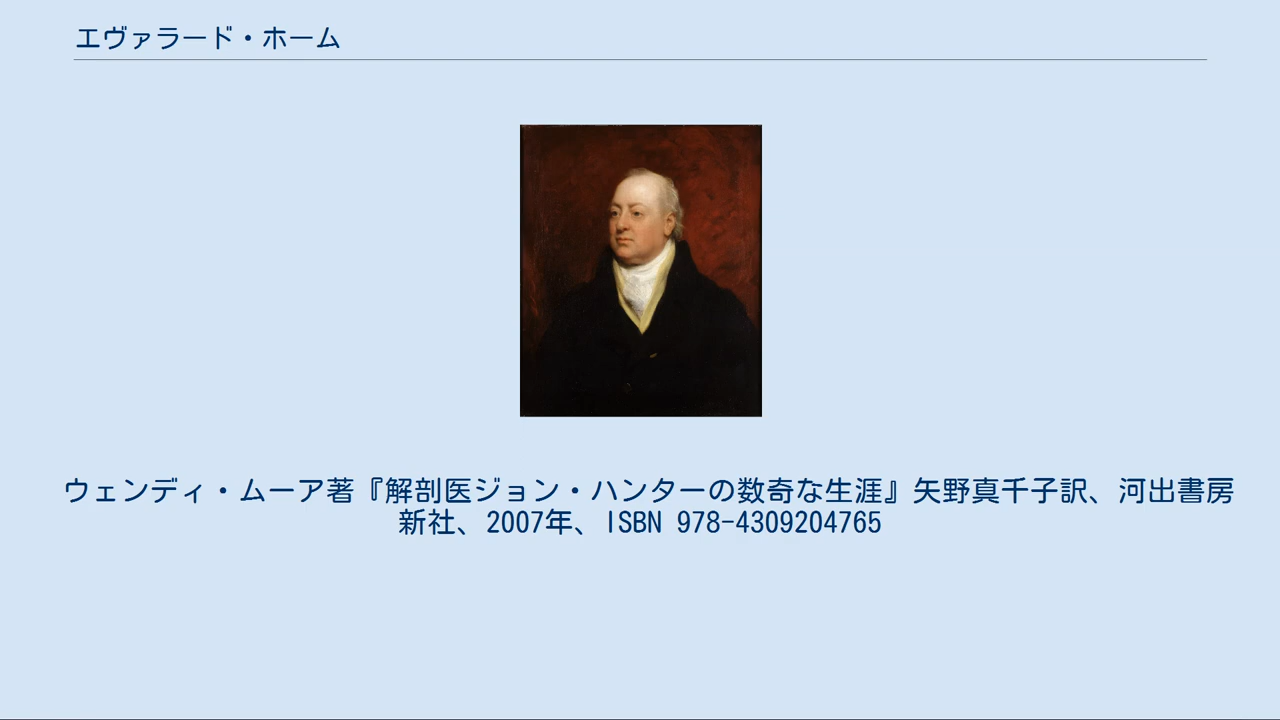 エヴァラード・ホーム
ウェンディ・ムーア著『解剖医ジョン・ハンターの数奇な生涯』矢野真千子訳、河出書房
新社、2007年、ISBN 978-4309204765